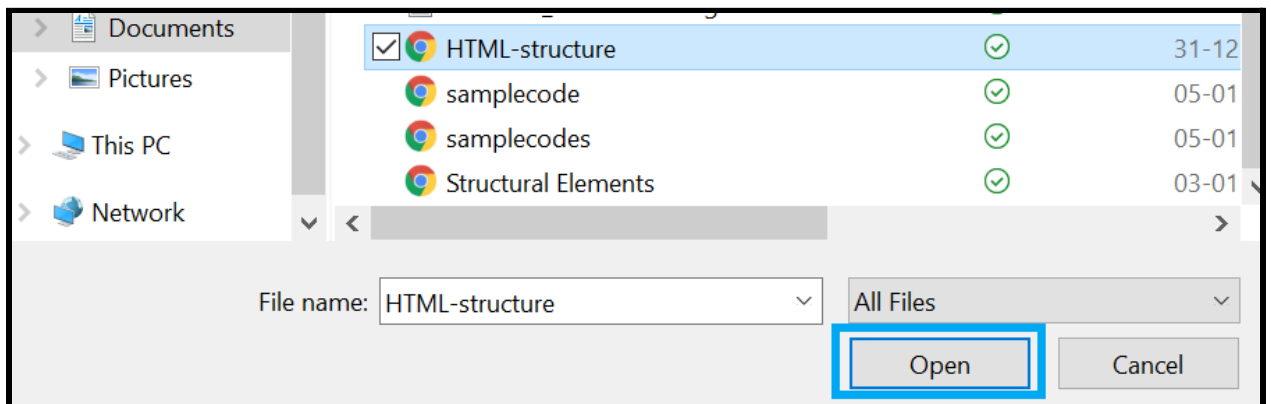 Documents
Pictures
This PC
Network
HTML-structure 31-12
samplecode 05-01
samplecodes 05-01
Structural Elements 03-01
File name: HTML-structure All Files
Open Cancel